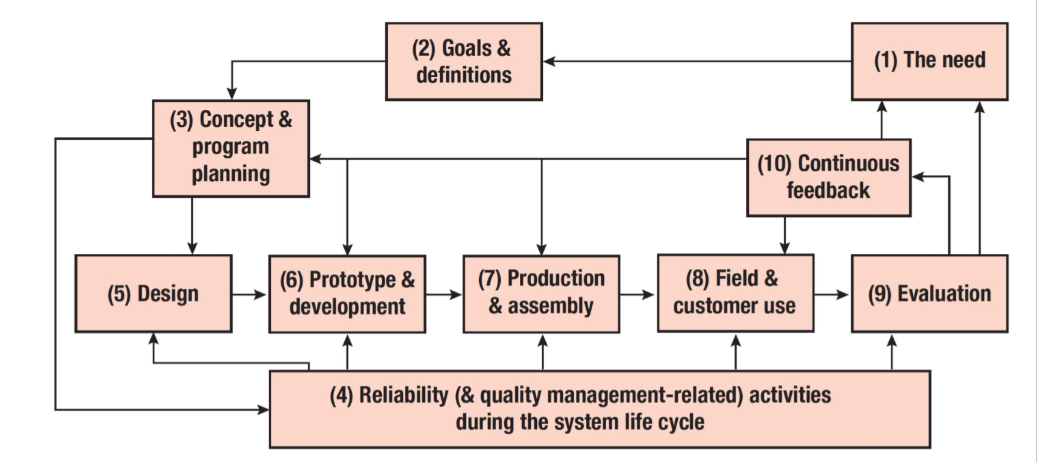 (2) Goals &
definitions
(1) The need
(3) Concept &
program
planning
(10) Continuous
feedback
(5) Design
(6) Prototype &
development
(7) Production
& assembly
(8) Field &
customer use
(9) Evaluation
(4) Reliability (& quality management-related) activities
during the system life cycle